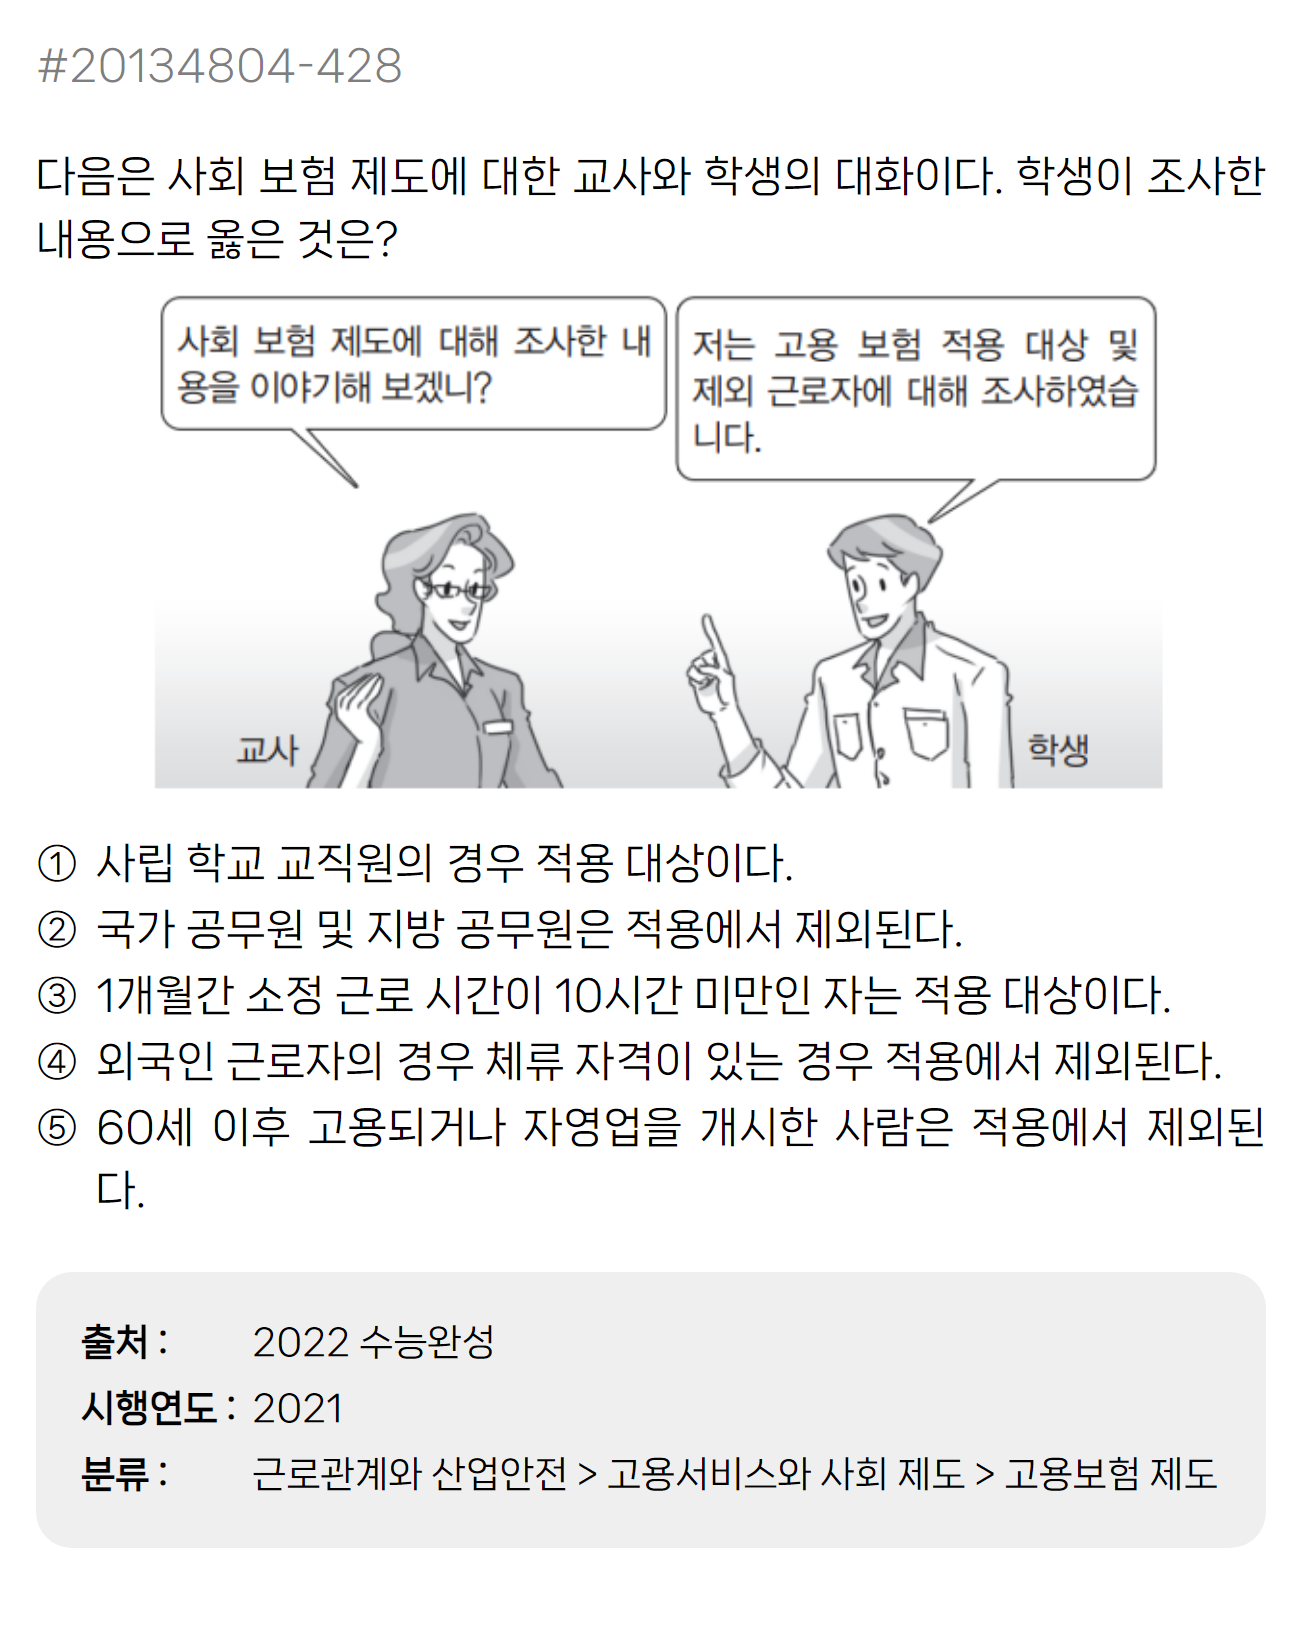 #20134804-428
다음은 사회 보험 제도에 대한 교사와 학생의 대화이다. 학생이 조사한
내용으로 옳은 것은?
사회 보험 제도에 대해 조사한 내
용을 이야기해 보겠니?
저는 고용 보험 적용 대상 및
제외 근로자에 대해 조사하였습
니다.
교사
학생
① 사립 학교 교직원의 경우 적용 대상이다.
② 국가 공무원 및 지방 공무원은 적용에서 제외된다.
③ 1개월간 소정 근로 시간이 10시간 미만인 자는 적용 대상이다.
④ 외국인 근로자의 경우 체류 자격이 있는 경우 적용에서 제외된다.
⑤ 60세 이후 고용되거나 자영업을 개시한 사람은 적용에서 제외된
다.
출처 : 2022 수능완성
시행연도 : 2021
분류 : 근로관계와 산업안전 > 고용서비스와 사회 제도 > 고용보험 제도